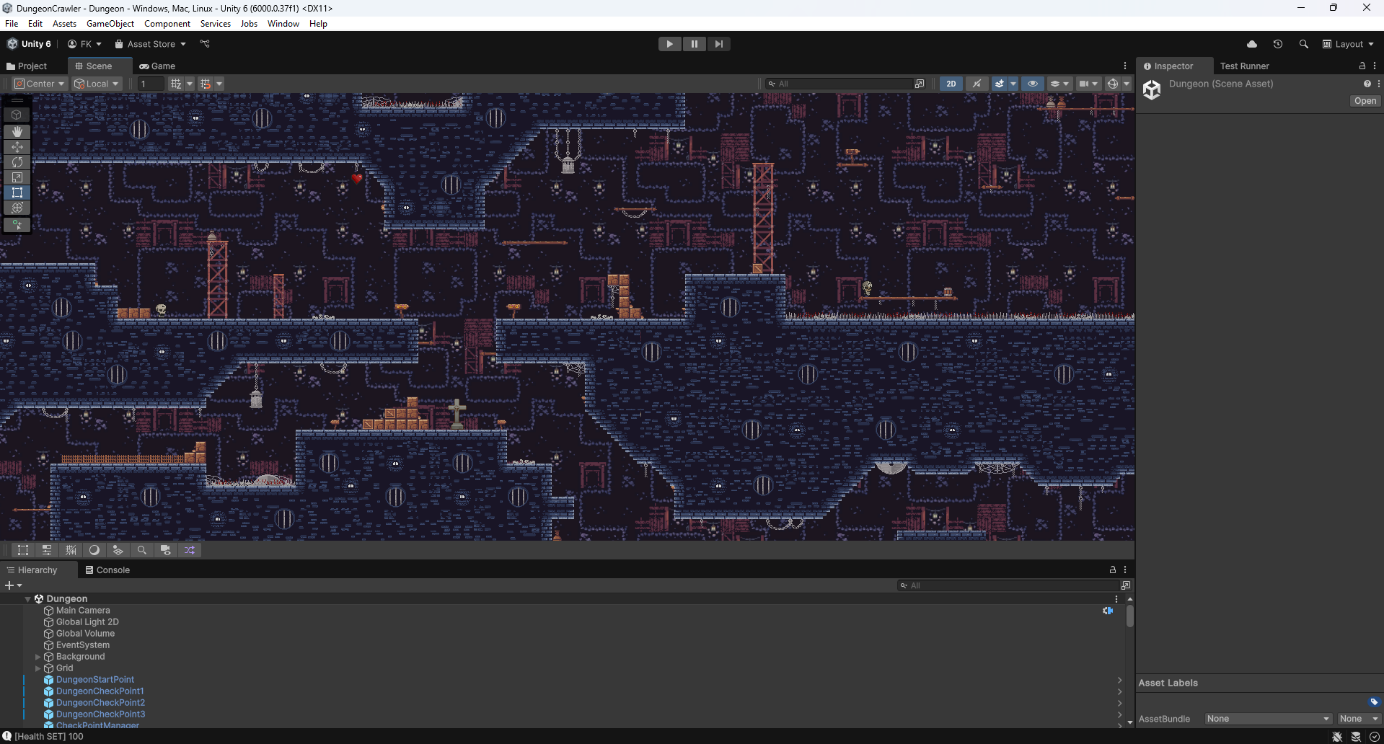 DungeonCrawler - Dungeon - Windows, Mac, Linux - Unity 6 (6000.0.37f1) <DX11>
File Edit Assets GameObject Component Services Jobs Window Help
Unity 6 FK Asset Store Layout
Project Scene Game Inspector Test Runner
Center Local 1 All 2D Dungeon (Scene Asset)
Open
Hierarchy Console
All
Dungeon
Main Camera
Global Light 2D
Global Volume
EventSystem
Background
Grid
DungeonStartPoint
DungeonCheckPoint1
DungeonCheckPoint2
DungeonCheckPoint3
CheckPointManager
Asset Labels
AssetBundle None None
[Health SET] 100